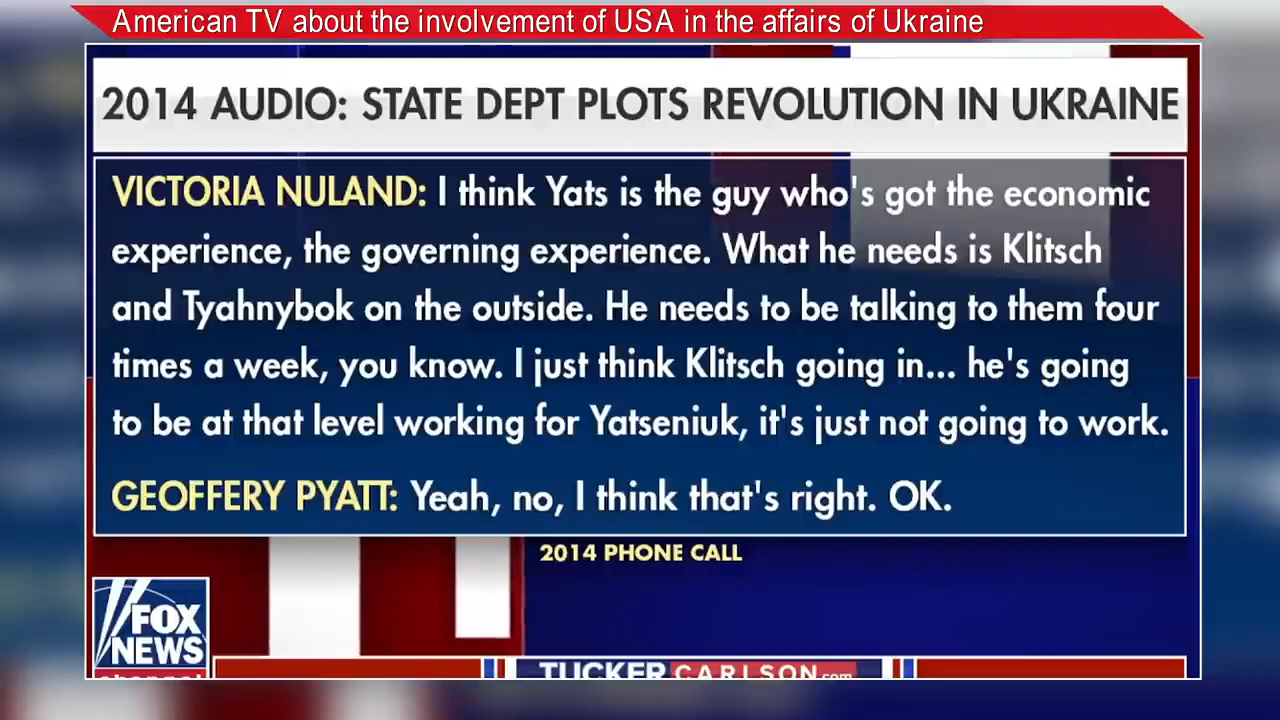 American TV about the involvement of USA in the affairs of Ukraine
2014 AUDIO: STATE DEPT PLOTS REVOLUTION IN UKRAINE
VICTORIA NULAND: I think Yats is the guy who's got the economic
experience, the governing experience. What he needs is Klitsch
and Tyahnybok on the outside. He needs to be talking to them four
times a week, you know. I just think Klitsch going in... he's going
to be at that level working for Yatseniuk, it's just not going to work.
GEOFFERY PYATT: Yeah, no, I think that's right. OK.
2014 PHONE CALL
FOX
NEWS
channel
TUCKER CARLSON.com